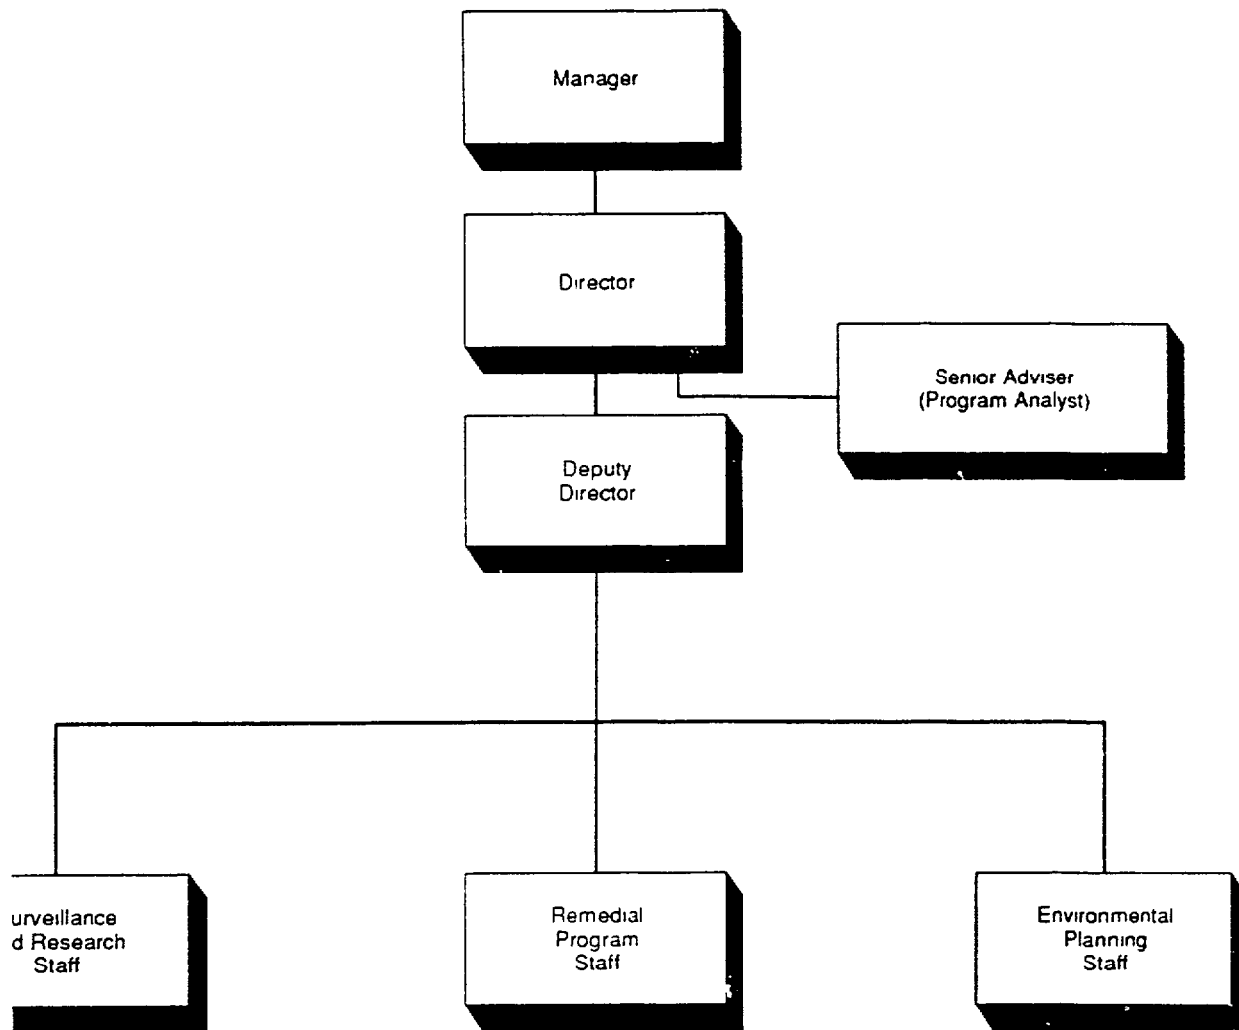 Manager
Director
Senior Adviser
(Program Analyst)
Deputy
Director
urveillance
d Research
Staff
Remedial
Program
Staff
Environmental
Planning
Staff